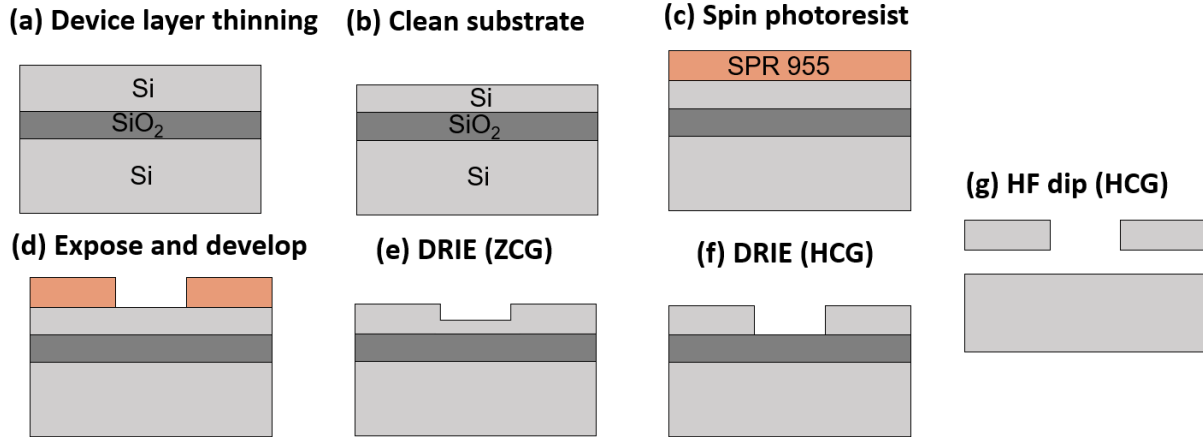 (a) Device layer thinning
(b) Clean substrate
(c) Spin photoresist
Si
SiO₂
Si
Si
SiO₂
Si
SPR 955
(d) Expose and develop
(e) DRIE (ZCG)
(f) DRIE (HCG)
(g) HF dip (HCG)